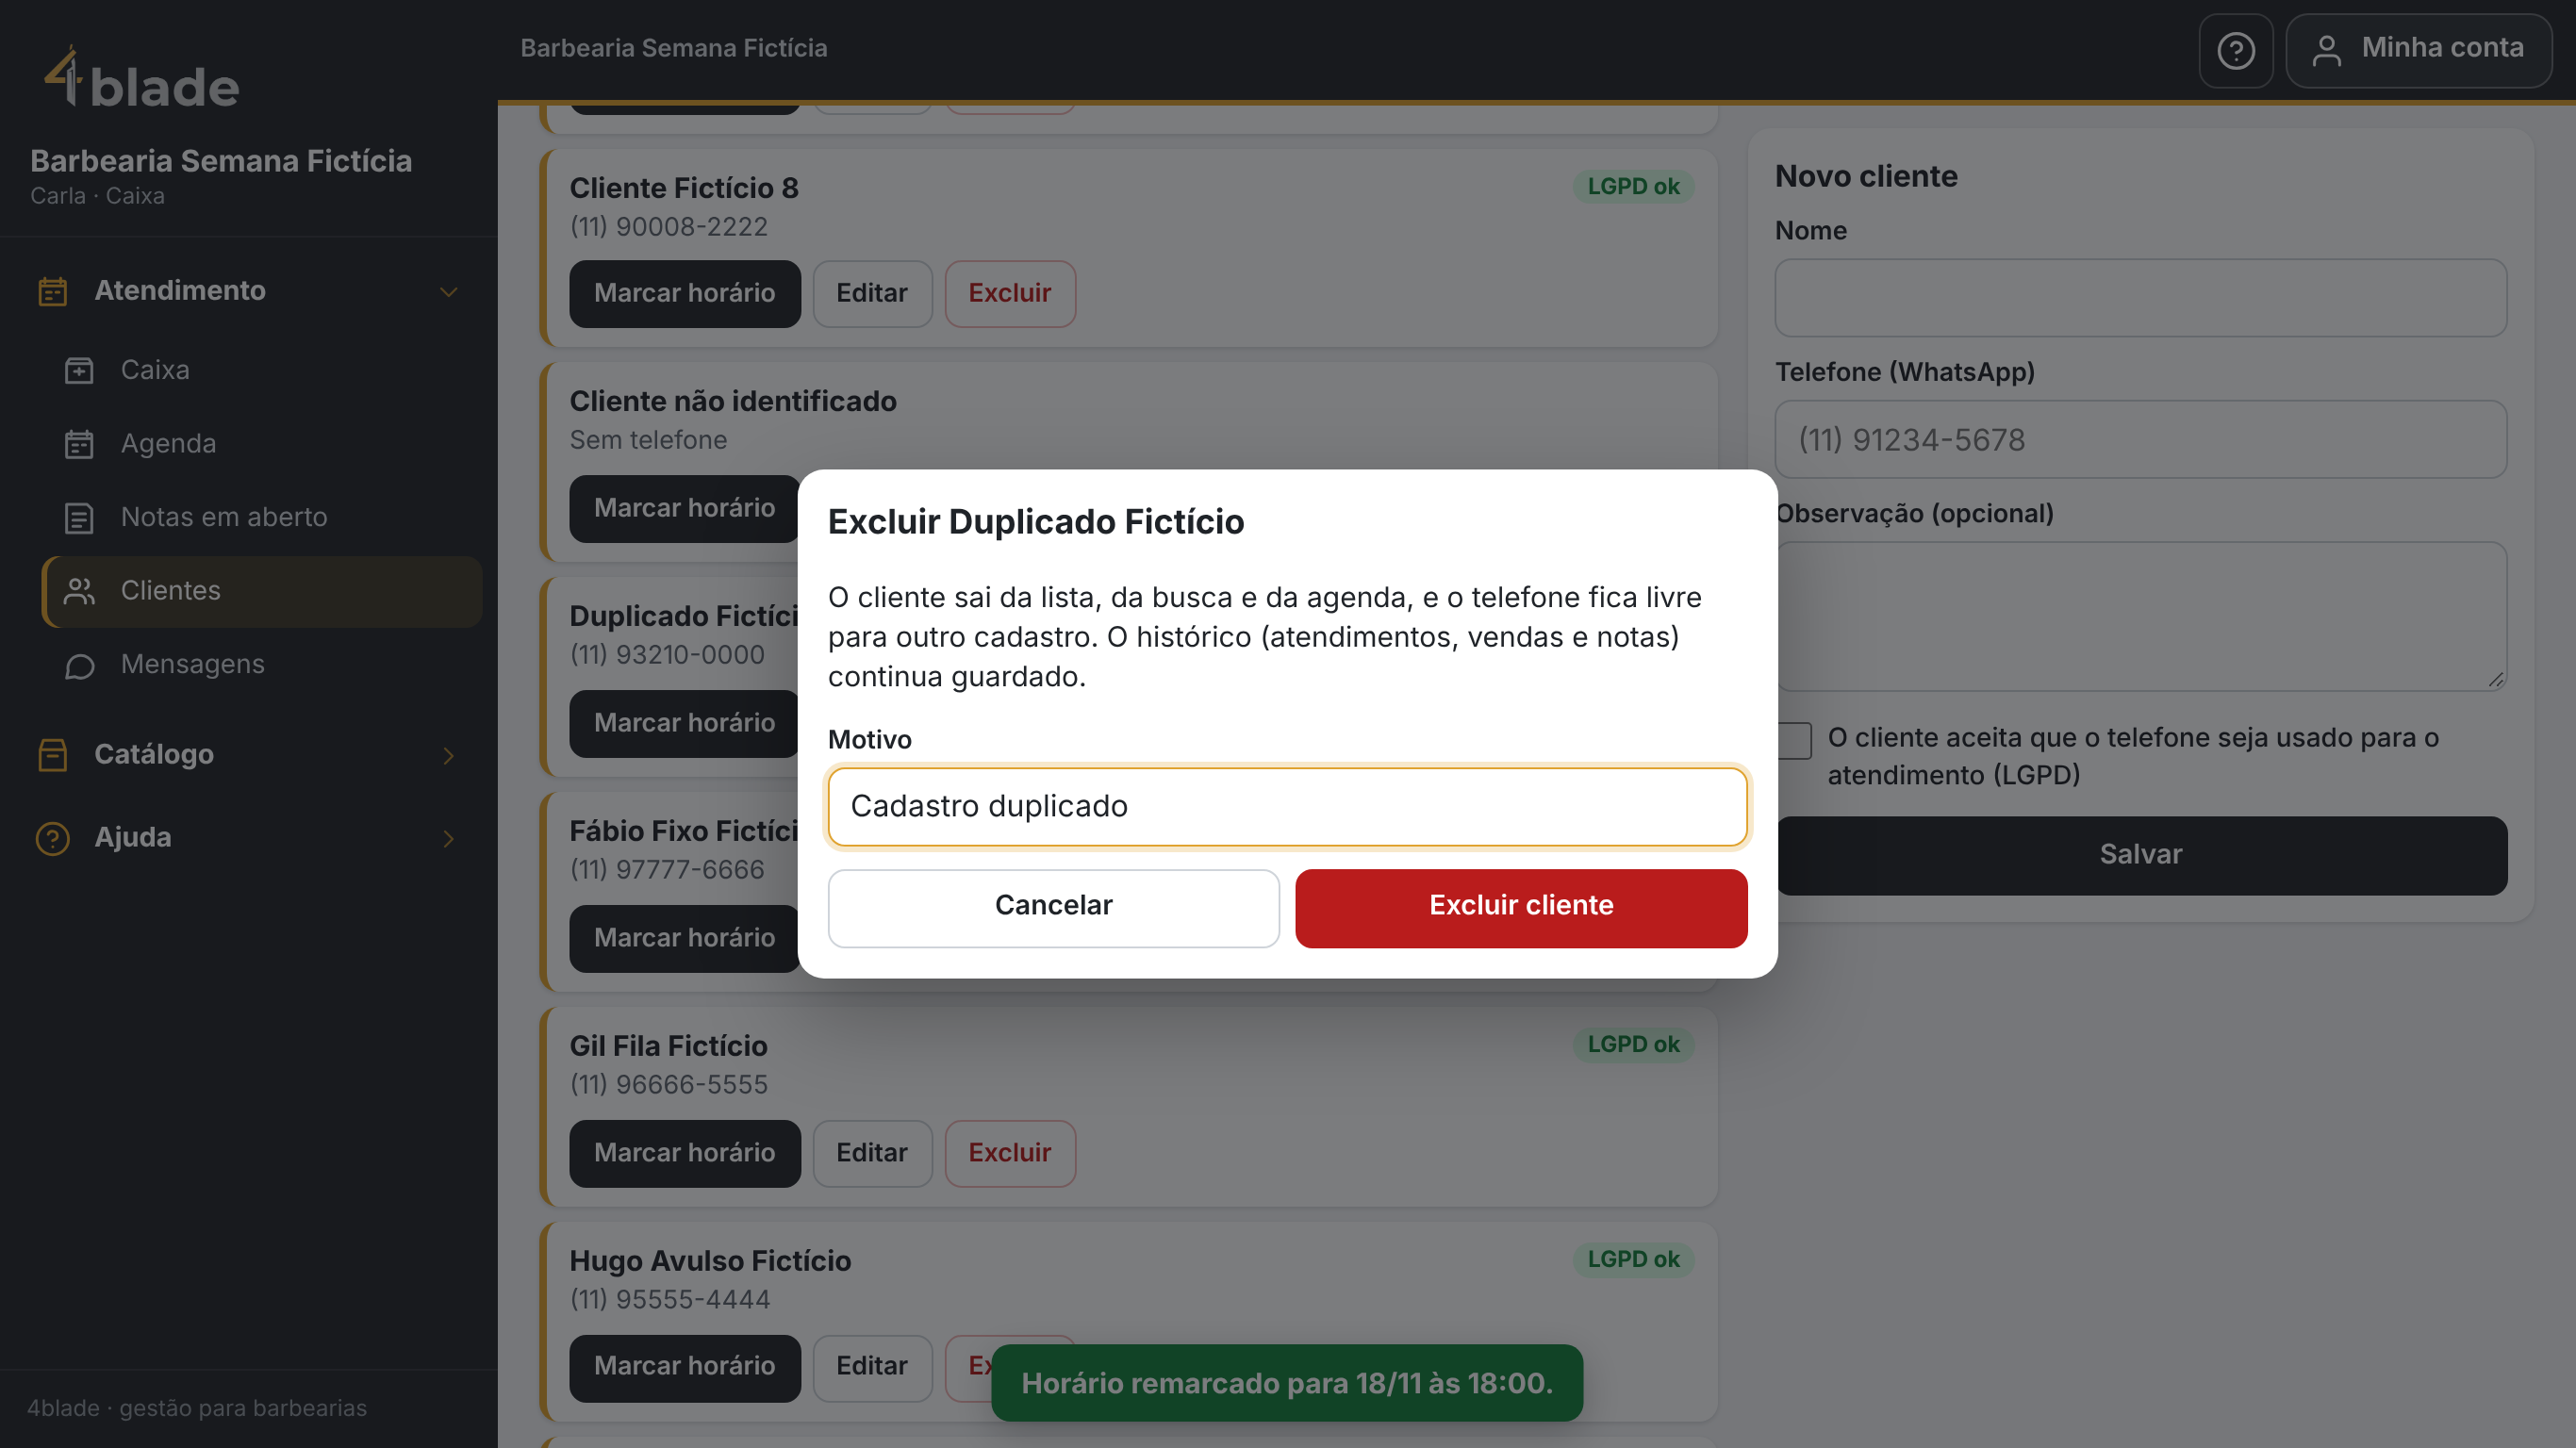 4blade
Barbearia Semana Fictícia
Carla · Caixa
Atendimento
Caixa
Agenda
Notas em aberto
Clientes
Mensagens
Catálogo
Ajuda
4blade · gestão para barbearias
Barbearia Semana Fictícia
Minha conta
Cliente Fictício 8
LGPD ok
(11) 90008-2222
Marcar horário
Editar
Excluir
Cliente não identificado
Sem telefone
Marcar horário
Duplicado Fictíci
(11) 93210-0000
Marcar horário
Fábio Fixo Fictíci
(11) 97777-6666
Marcar horário
Gil Fila Fictício
LGPD ok
(11) 96666-5555
Marcar horário
Editar
Excluir
Hugo Avulso Fictício
LGPD ok
(11) 95555-4444
Marcar horário
Editar
Ex
Novo cliente
Nome
Telefone (WhatsApp)
(11) 91234-5678
Observação (opcional)
O cliente aceita que o telefone seja usado para o
atendimento (LGPD)
Salvar
Excluir Duplicado Fictício
O cliente sai da lista, da busca e da agenda, e o telefone fica livre
para outro cadastro. O histórico (atendimentos, vendas e notas)
continua guardado.
Motivo
Cadastro duplicado
Cancelar
Excluir cliente
Horário remarcado para 18/11 às 18:00.